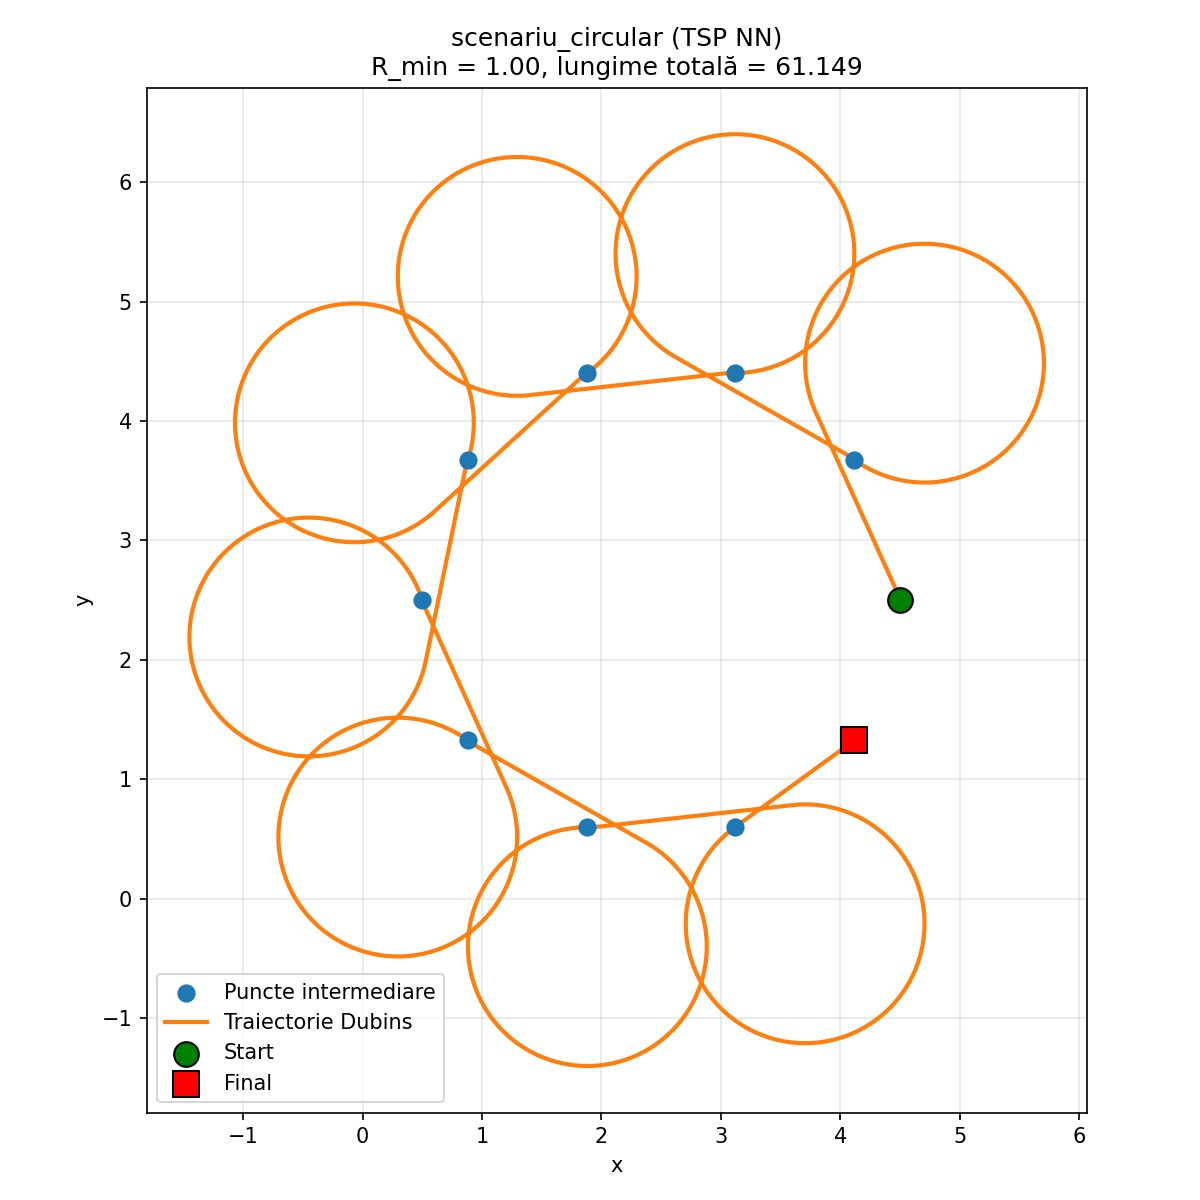 scenariu_circular (TSP NN)
R_min = 1.00, lungime totală = 61.149
6
5
4
3
2
1
0
−1
y
Puncte intermediare
Traiectorie Dubins
Start
Final
−1 0 1 2 3 4 5 6
x